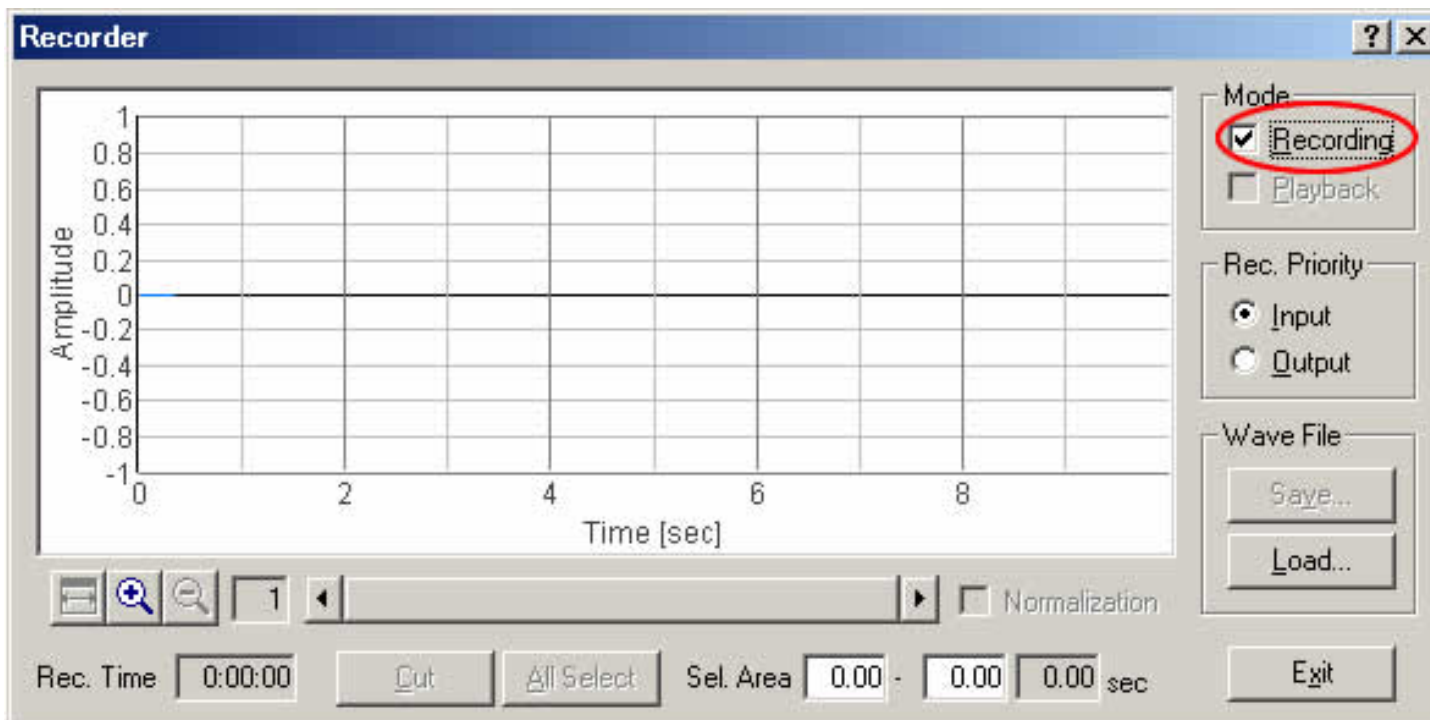 Recorder
Amplitude
1
0.8
0.6
0.4
0.2
0
-0.2
-0.4
-0.6
-0.8
-1
0 2 4 6 8
Time [sec]
Mode
Recording
Playback
Rec. Priority
Input
Output
Wave File
Save...
Load...
1
Normalization
Rec. Time 0:00:00 Cut All Select Sel. Area 0.00 - 0.00 0.00 sec Exit